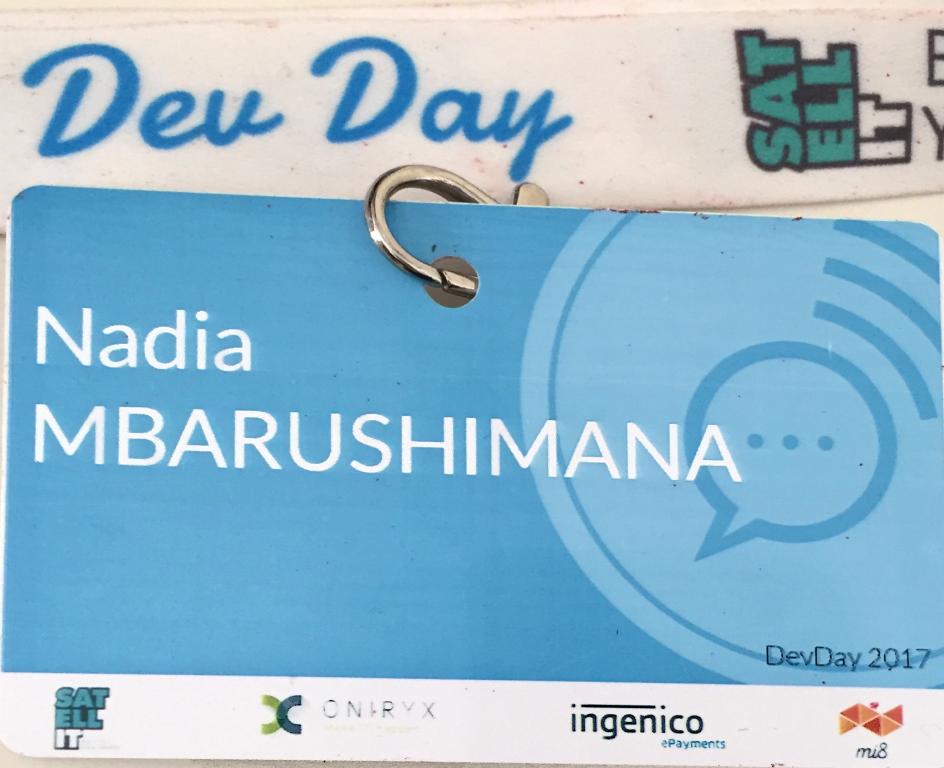 Dev Day
SAT
ELL
IT
Nadia
MBARUSHIMANA
DevDay 2017
SAT
ELL
IT
ONIRYX
ingenico
ePayments
mi8